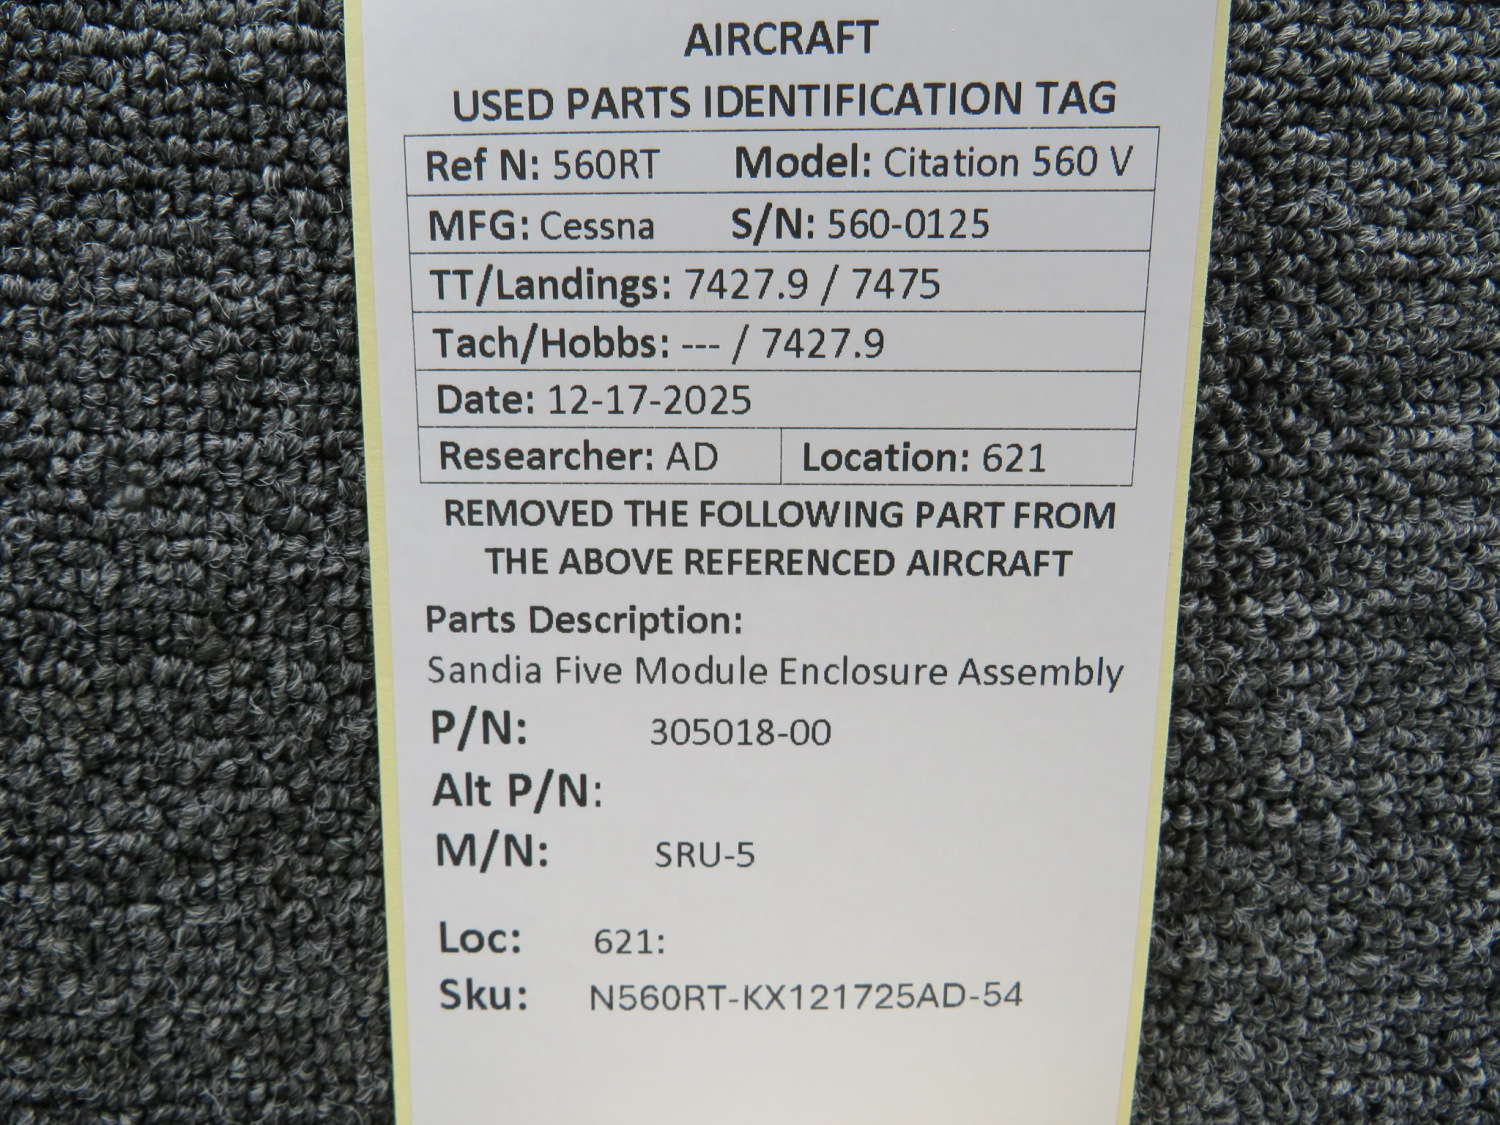 AIRCRAFT
USED PARTS IDENTIFICATION TAG
Ref N: 560RT Model: Citation 560 V
MFG: Cessna S/N: 560-0125
TT/Landings: 7427.9 / 7475
Tach/Hobbs: --- / 7427.9
Date: 12-17-2025
Researcher: AD Location: 621
REMOVED THE FOLLOWING PART FROM
THE ABOVE REFERENCED AIRCRAFT
Parts Description:
Sandia Five Module Enclosure Assembly
P/N: 305018-00
Alt P/N:
M/N: SRU-5
Loc: 621:
Sku: N560RT-KX121725AD-54